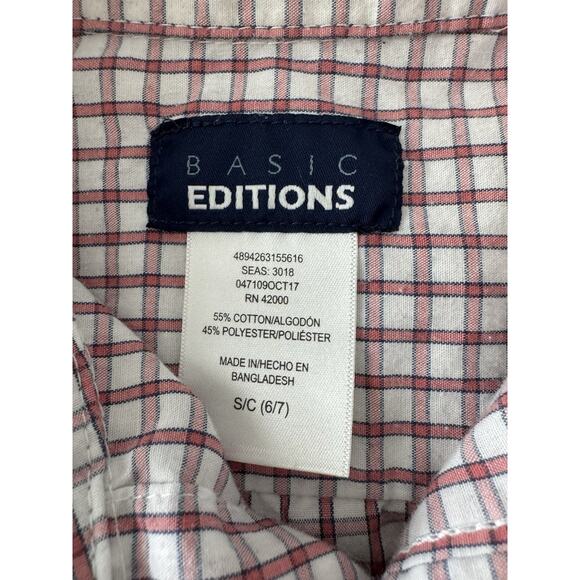 BASIC
EDITIONS
4894263155616
SEAS: 3018
047109OCT17
RN 42000
55% COTTON/ALGODÓN
45% POLYESTER/POLIÉSTER
MADE IN/HECHO EN
BANGLADESH
S/C (6/7)